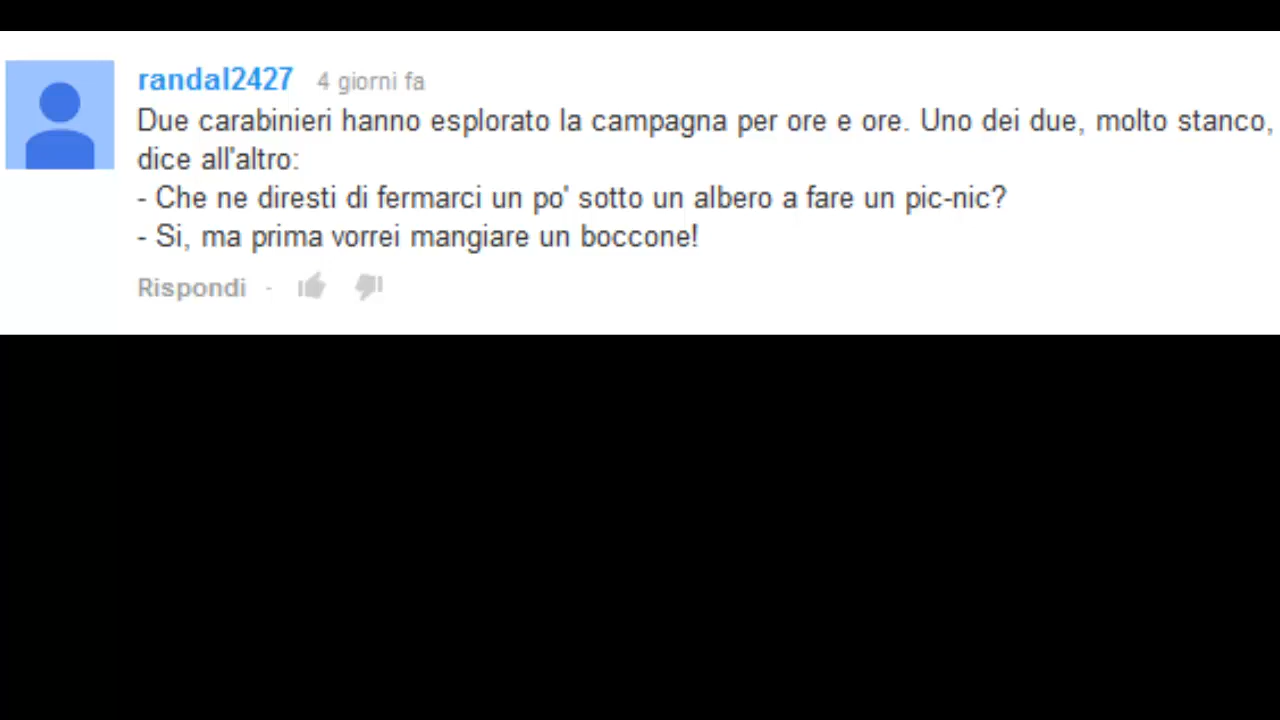 randal2427 4 giorni fa
Due carabinieri hanno esplorato la campagna per ore e ore. Uno dei due, molto stanco,
dice all'altro:
- Che ne diresti di fermarci un po' sotto un albero a fare un pic-nic?
- Si, ma prima vorrei mangiare un boccone!
Rispondi -